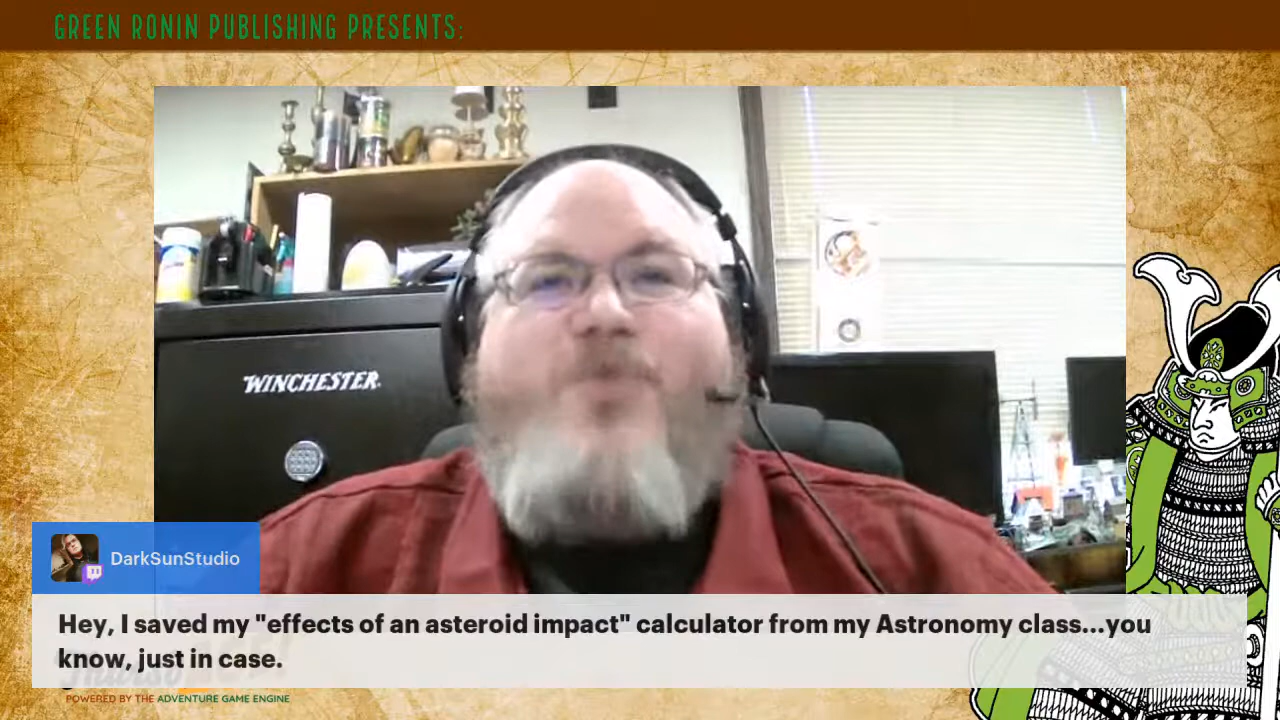 GREEN RONIN PUBLISHING PRESENTS:
WINCHESTER
DarkSunStudio
Hey, I saved my "effects of an asteroid impact" calculator from my Astronomy class...you
know, just in case.
POWERED BY THE ADVENTURE GAME ENGINE